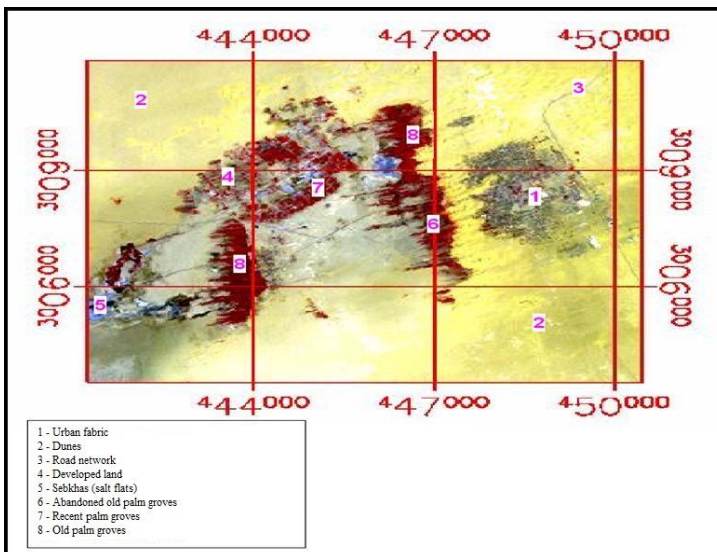 444000 447000 450000
2
3
8
3009000 3009000
4
7
1
6
8
3006000 3006000
5
2
444000 447000 450000
1 - Urban fabric
2 - Dunes
3 - Road network
4 - Developed land
5 - Sebkhas (salt flats)
6 - Abandoned old palm groves
7 - Recent palm groves
8 - Old palm groves